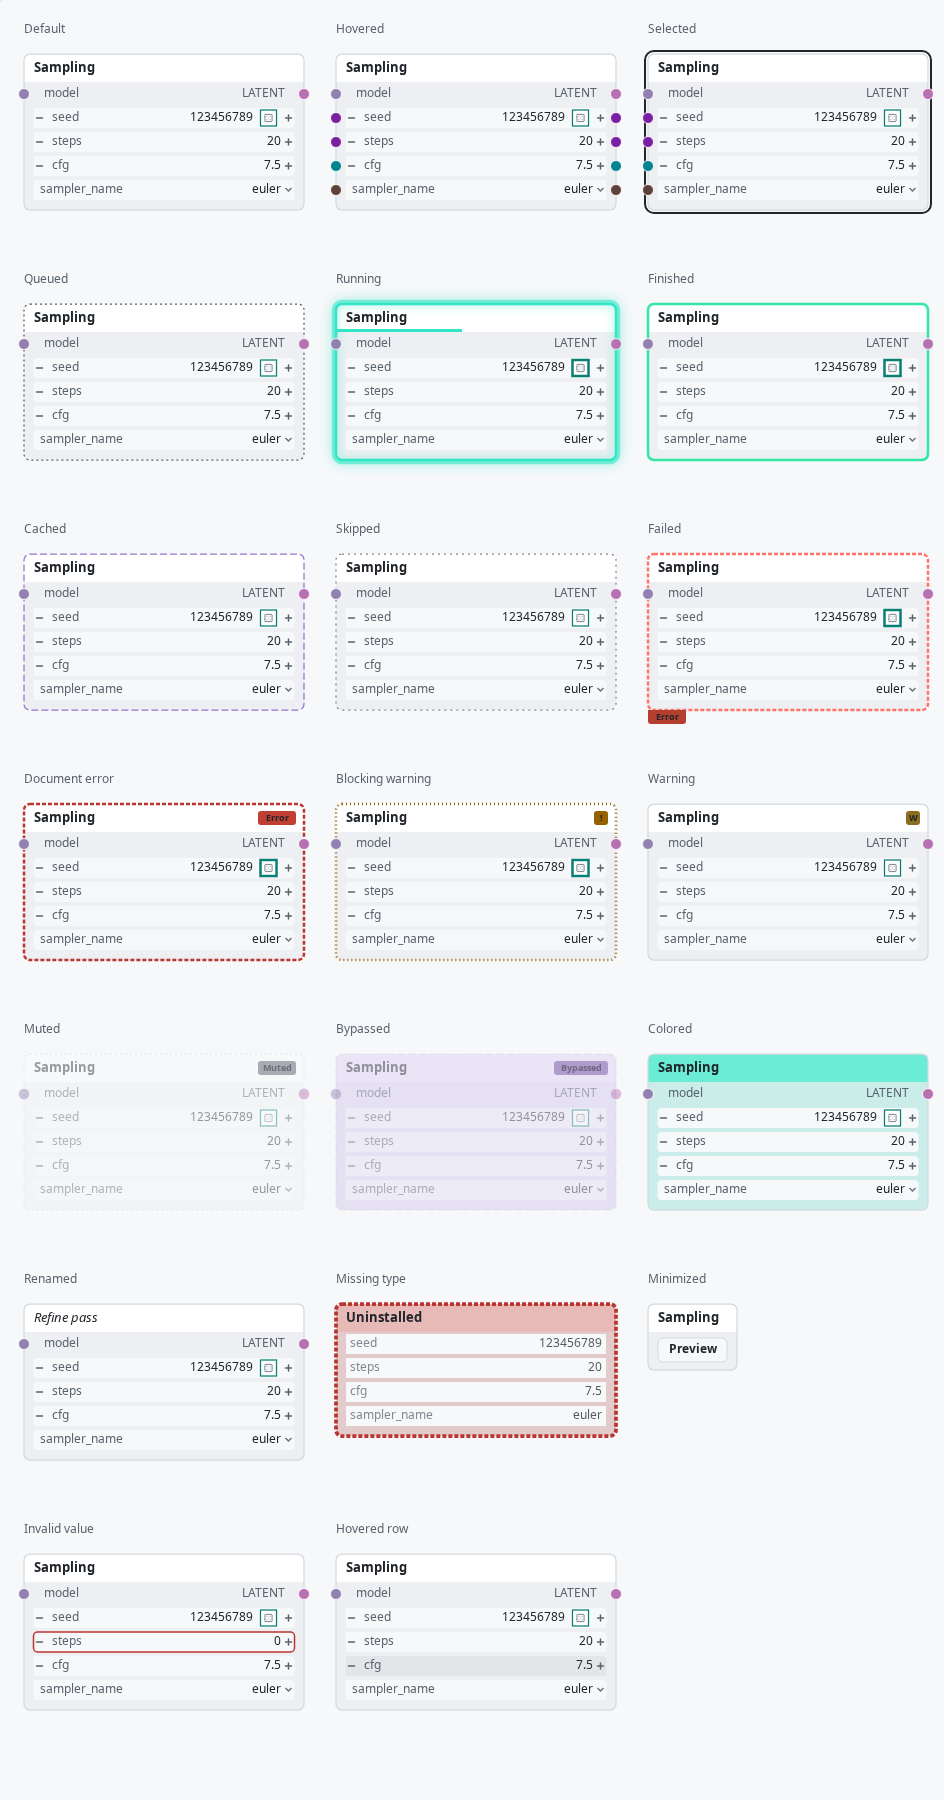 Default Hovered Selected
Sampling Sampling Sampling
model LATENT model LATENT model LATENT
− seed 123456789 + − seed 123456789 + − seed 123456789 +
− steps 20 + − steps 20 + − steps 20 +
− cfg 7.5 + − cfg 7.5 + − cfg 7.5 +
sampler_name euler sampler_name euler sampler_name euler
Queued Running Finished
Sampling Sampling Sampling
model LATENT model LATENT model LATENT
− seed 123456789 + − seed 123456789 + − seed 123456789 +
− steps 20 + − steps 20 + − steps 20 +
− cfg 7.5 + − cfg 7.5 + − cfg 7.5 +
sampler_name euler sampler_name euler sampler_name euler
Cached Skipped Failed
Sampling Sampling Sampling
model LATENT model LATENT model LATENT
− seed 123456789 + − seed 123456789 + − seed 123456789 +
− steps 20 + − steps 20 + − steps 20 +
− cfg 7.5 + − cfg 7.5 + − cfg 7.5 +
sampler_name euler sampler_name euler sampler_name euler
Error
Document error Blocking warning Warning
Sampling Error Sampling ! Sampling W
model LATENT model LATENT model LATENT
− seed 123456789 + − seed 123456789 + − seed 123456789 +
− steps 20 + − steps 20 + − steps 20 +
− cfg 7.5 + − cfg 7.5 + − cfg 7.5 +
sampler_name euler sampler_name euler sampler_name euler
Muted Bypassed Colored
Sampling Muted Sampling Bypassed Sampling
model LATENT model LATENT model LATENT
− seed 123456789 + − seed 123456789 + − seed 123456789 +
− steps 20 + − steps 20 + − steps 20 +
− cfg 7.5 + − cfg 7.5 + − cfg 7.5 +
sampler_name euler sampler_name euler sampler_name euler
Renamed Missing type Minimized
Refine pass Uninstalled Sampling
model LATENT seed 123456789 Preview
− seed 123456789 + steps 20
− steps 20 + cfg 7.5
− cfg 7.5 + sampler_name euler
sampler_name euler
Invalid value Hovered row
Sampling Sampling
model LATENT model LATENT
− seed 123456789 + − seed 123456789 +
− steps 0 + − steps 20 +
− cfg 7.5 + − cfg 7.5 +
sampler_name euler sampler_name euler